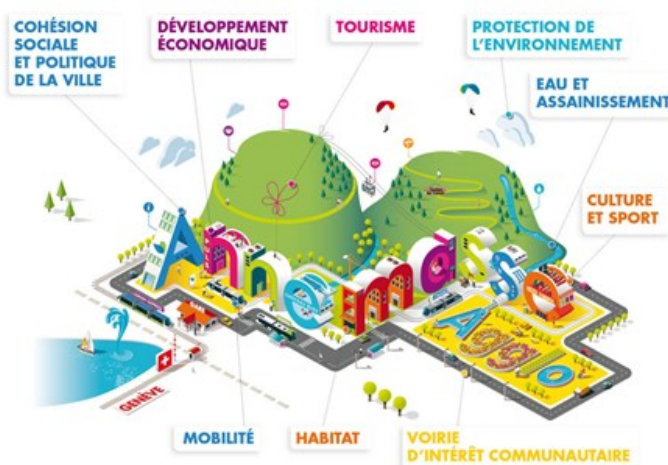 COHÉSION
SOCIALE
ET POLITIQUE
DE LA VILLE
DÉVELOPPEMENT
ÉCONOMIQUE
TOURISME
PROTECTION DE
L'ENVIRONNEMENT
EAU ET
ASSAINISSEMENT
CULTURE
ET SPORT
Annemasse
Agglo
GARE
GENÈVE
MOBILITÉ
HABITAT
VOIRIE
D'INTÉRÊT COMMUNAUTAIRE